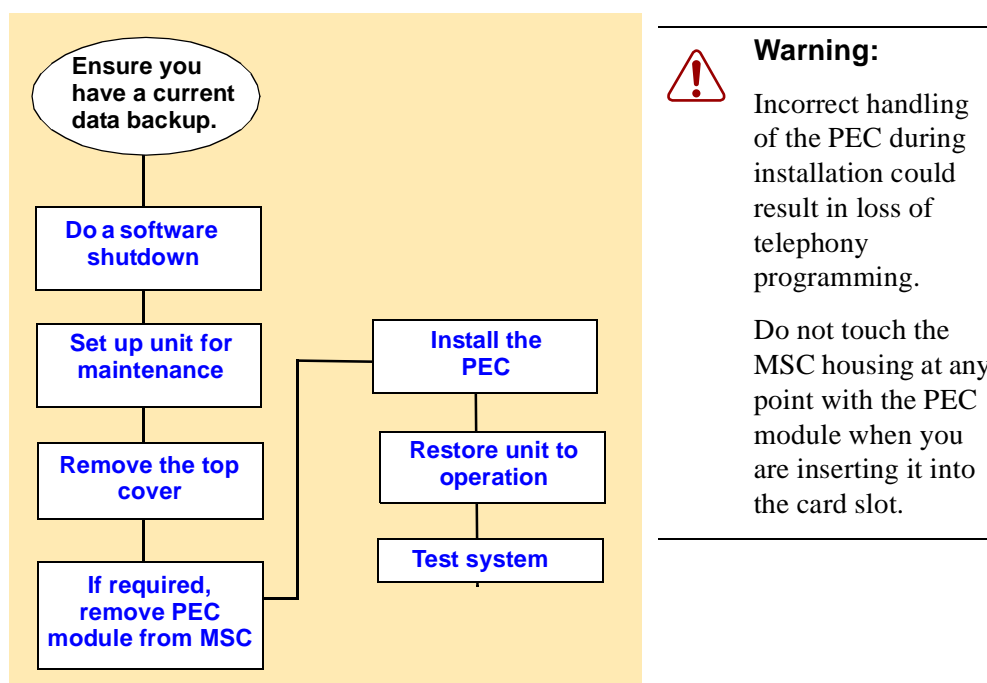 Ensure you
have a current
data backup.
Do a software
shutdown
Set up unit for
maintenance
Remove the top
cover
If required,
remove PEC
module from MSC
Install the
PEC
Restore unit to
operation
Test system
Warning:
Incorrect handling
of the PEC during
installation could
result in loss of
telephony
programming.
Do not touch the
MSC housing at any
point with the PEC
module when you
are inserting it into
the card slot.